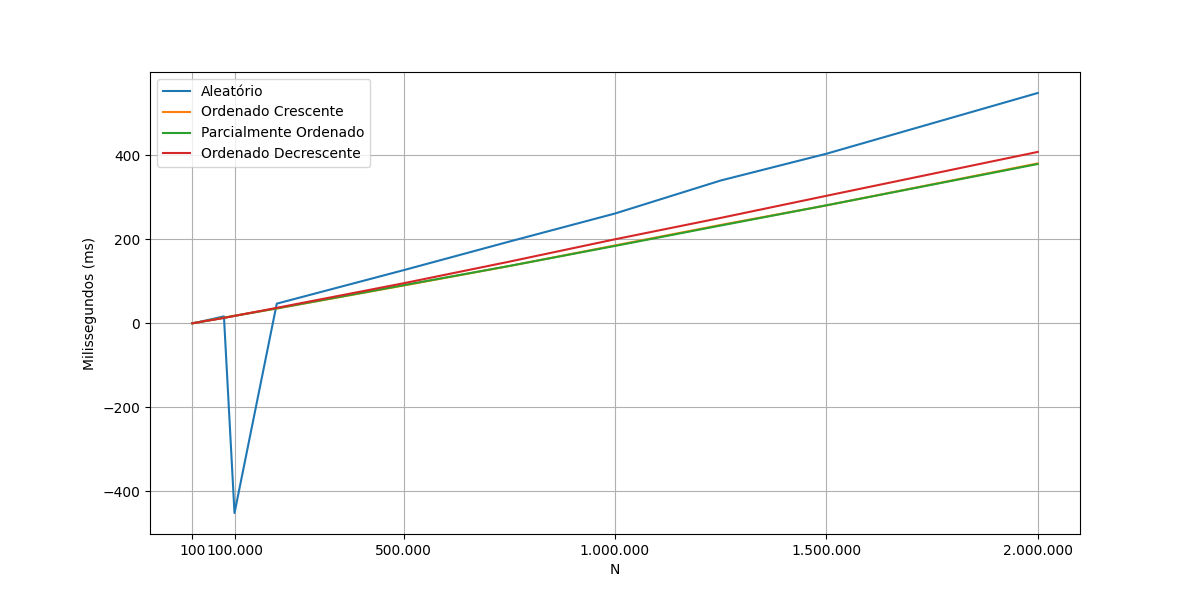 Aleatório
Ordenado Crescente
Parcialmente Ordenado
Ordenado Decrescente
400
200
0
−200
−400
Milissegundos (ms)
100 100.000 500.000 1.000.000 1.500.000 2.000.000
N